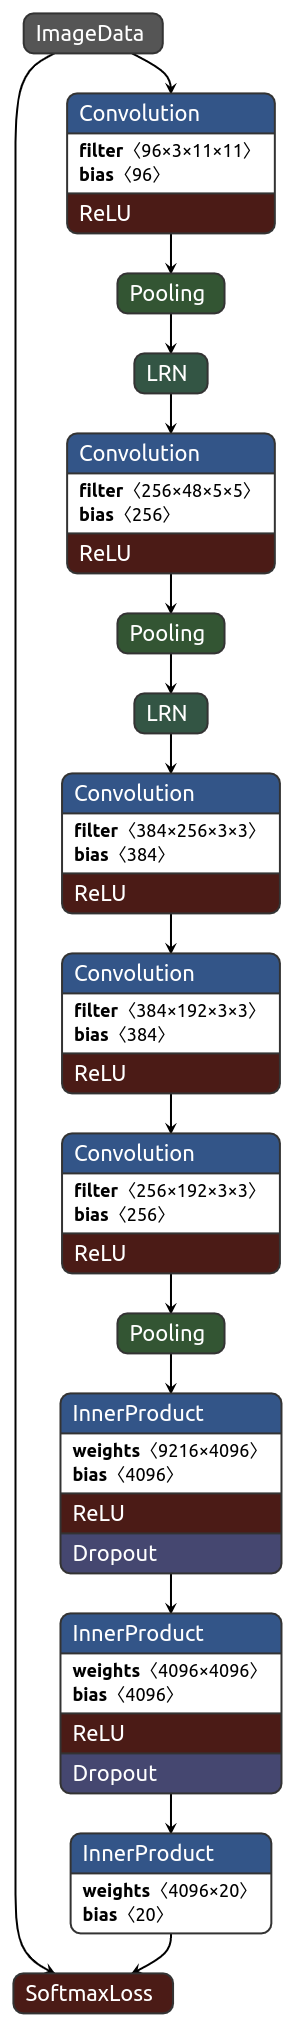 ImageData
Convolution
filter〈96×3×11×11〉
bias〈96〉
ReLU
Pooling
LRN
Convolution
filter〈256×48×5×5〉
bias〈256〉
ReLU
Pooling
LRN
Convolution
filter〈384×256×3×3〉
bias〈384〉
ReLU
Convolution
filter〈384×192×3×3〉
bias〈384〉
ReLU
Convolution
filter〈256×192×3×3〉
bias〈256〉
ReLU
Pooling
InnerProduct
weights〈9216×4096〉
bias〈4096〉
ReLU
Dropout
InnerProduct
weights〈4096×4096〉
bias〈4096〉
ReLU
Dropout
InnerProduct
weights〈4096×20〉
bias〈20〉
SoftmaxLoss